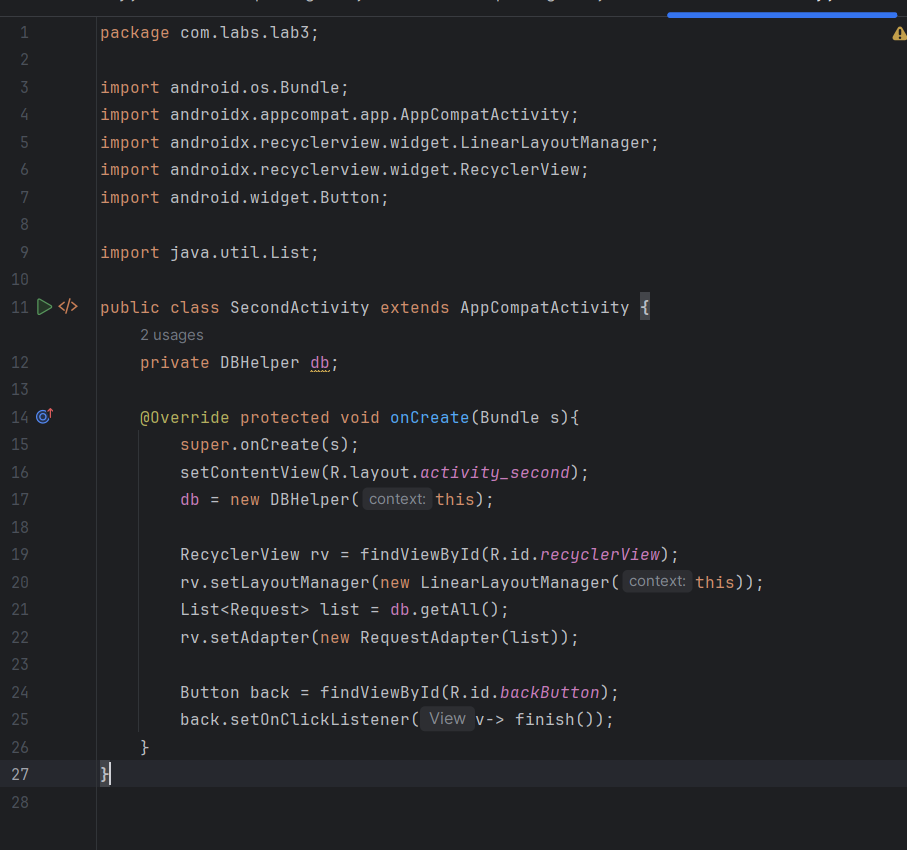 1 package com.labs.lab3;
2
3 import android.os.Bundle;
4 import androidx.appcompat.app.AppCompatActivity;
5 import androidx.recyclerview.widget.LinearLayoutManager;
6 import androidx.recyclerview.widget.RecyclerView;
7 import android.widget.Button;
8
9 import java.util.List;
10
11 </> public class SecondActivity extends AppCompatActivity {
2 usages
12 private DBHelper db;
13
14 @Override protected void onCreate(Bundle s){
15 super.onCreate(s);
16 setContentView(R.layout.activity_second);
17 db = new DBHelper( context: this);
18
19 RecyclerView rv = findViewById(R.id.recyclerView);
20 rv.setLayoutManager(new LinearLayoutManager( context: this));
21 List<Request> list = db.getAll();
22 rv.setAdapter(new RequestAdapter(list));
23
24 Button back = findViewById(R.id.backButton);
25 back.setOnClickListener( View v-> finish());
26 }
27 }
28